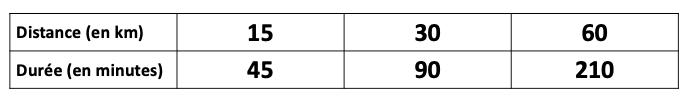 Distance (en km) 15 30 60
Durée (en minutes) 45 90 210